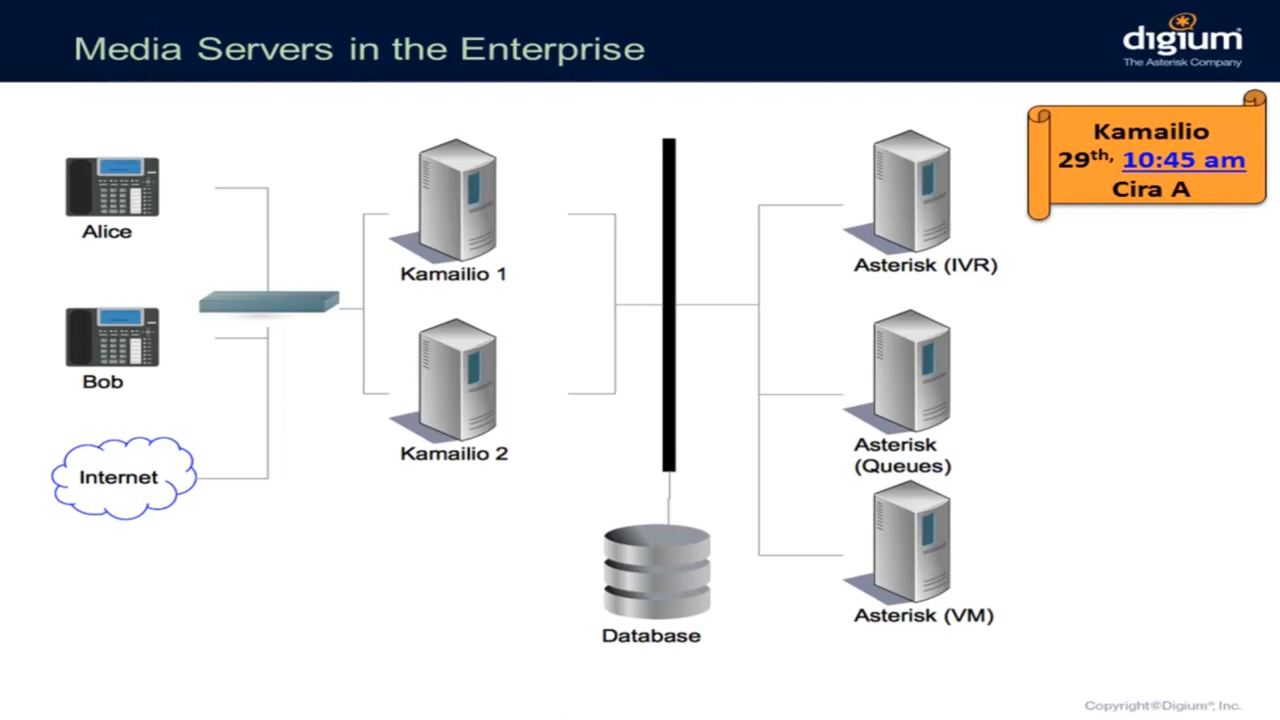 Media Servers in the Enterprise
digium
The Asterisk Company
Kamailio
29th, 10:45 am
Cira A
Alice
Bob
Internet
Kamailio 1
Kamailio 2
Database
Asterisk (IVR)
Asterisk
(Queues)
Asterisk (VM)
Copyright©Digium®, Inc.